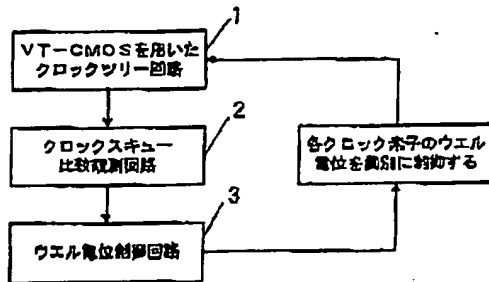 1
VT-CMOSを用いた
クロックツリー回路
2
クロックスキュー
比較観測回路
各クロック素子のウエル
電位を個別に制御する
3
ウエル電位制御回路